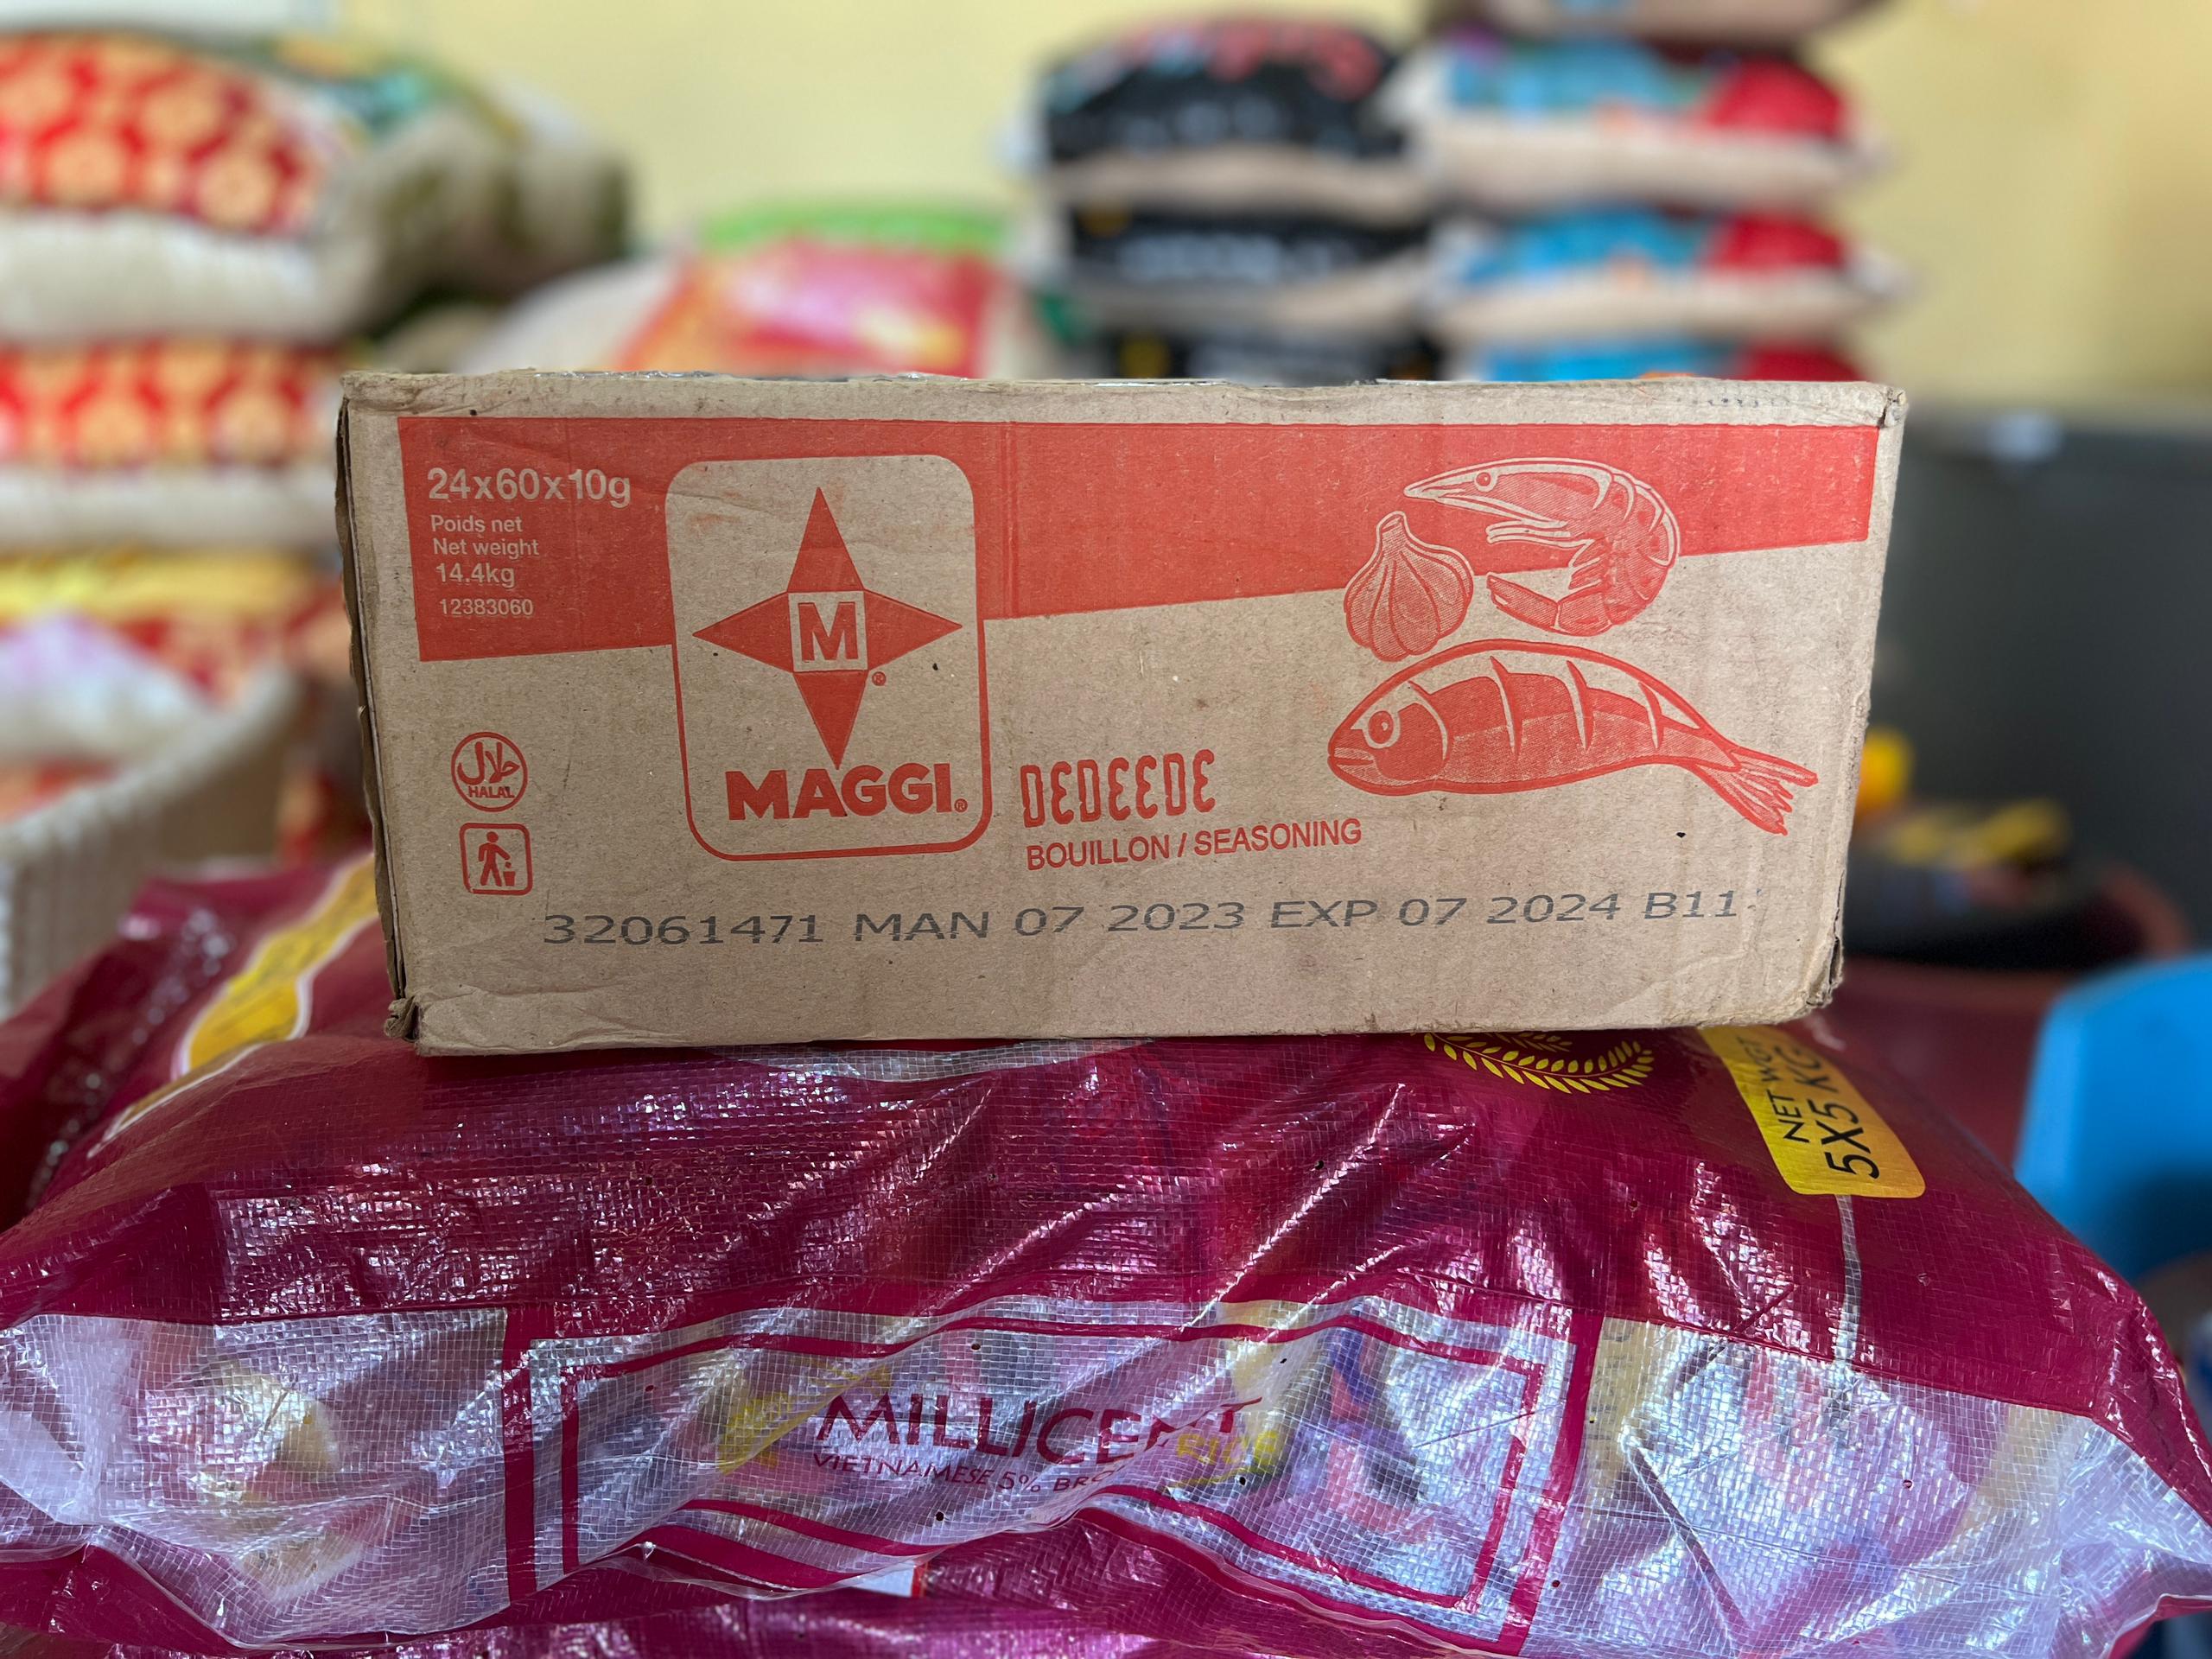 24x60x10g
Poids net
Net weight
14.4kg
12383060
M
®
MAGGI®
DEDEEDE
BOUILLON / SEASONING
حلال
HALAL
32061471 MAN 07 2023 EXP 07 2024 B11
NET WGT
5X5 KG
MILLICENT
RICE
VIETNAMESE 5%